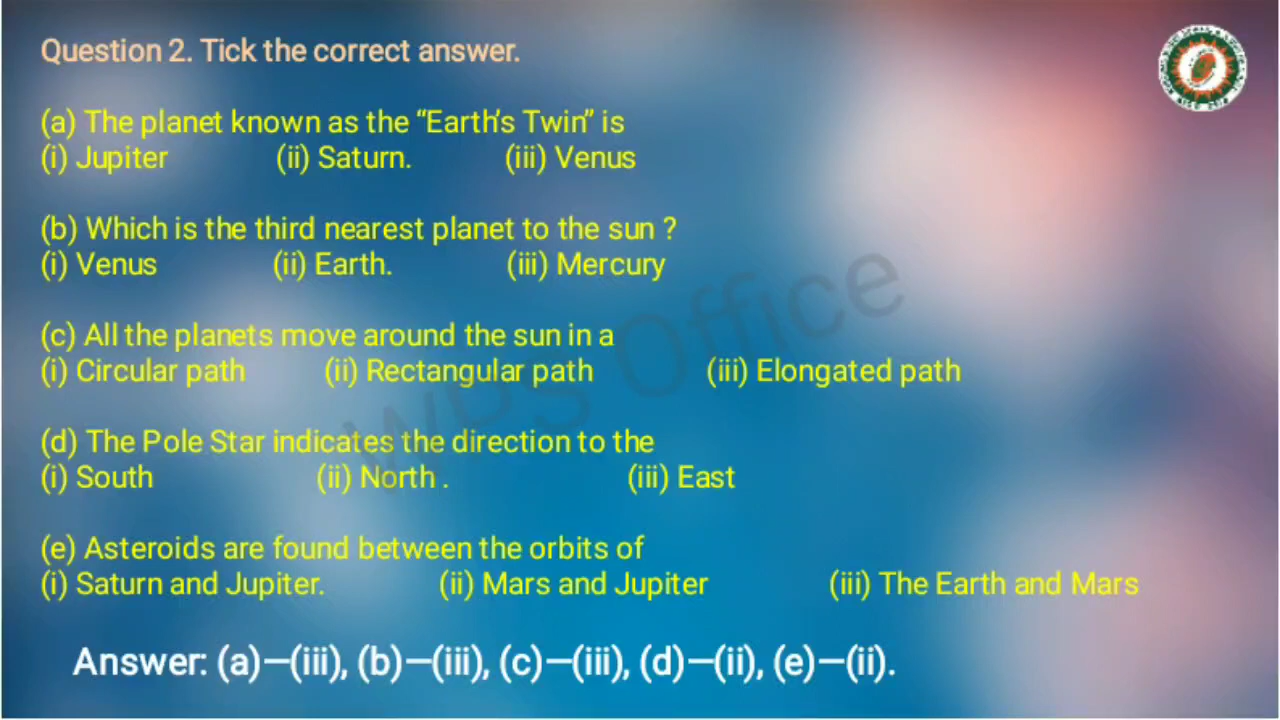 Question 2. Tick the correct answer.
(a) The planet known as the “Earth’s Twin” is
(i) Jupiter (ii) Saturn. (iii) Venus
(b) Which is the third nearest planet to the sun ?
(i) Venus (ii) Earth. (iii) Mercury
(c) All the planets move around the sun in a
(i) Circular path (ii) Rectangular path (iii) Elongated path
(d) The Pole Star indicates the direction to the
(i) South (ii) North . (iii) East
(e) Asteroids are found between the orbits of
(i) Saturn and Jupiter. (ii) Mars and Jupiter (iii) The Earth and Mars
Answer: (a)—(iii), (b)—(iii), (c)—(iii), (d)—(ii), (e)—(ii).
WPS Office